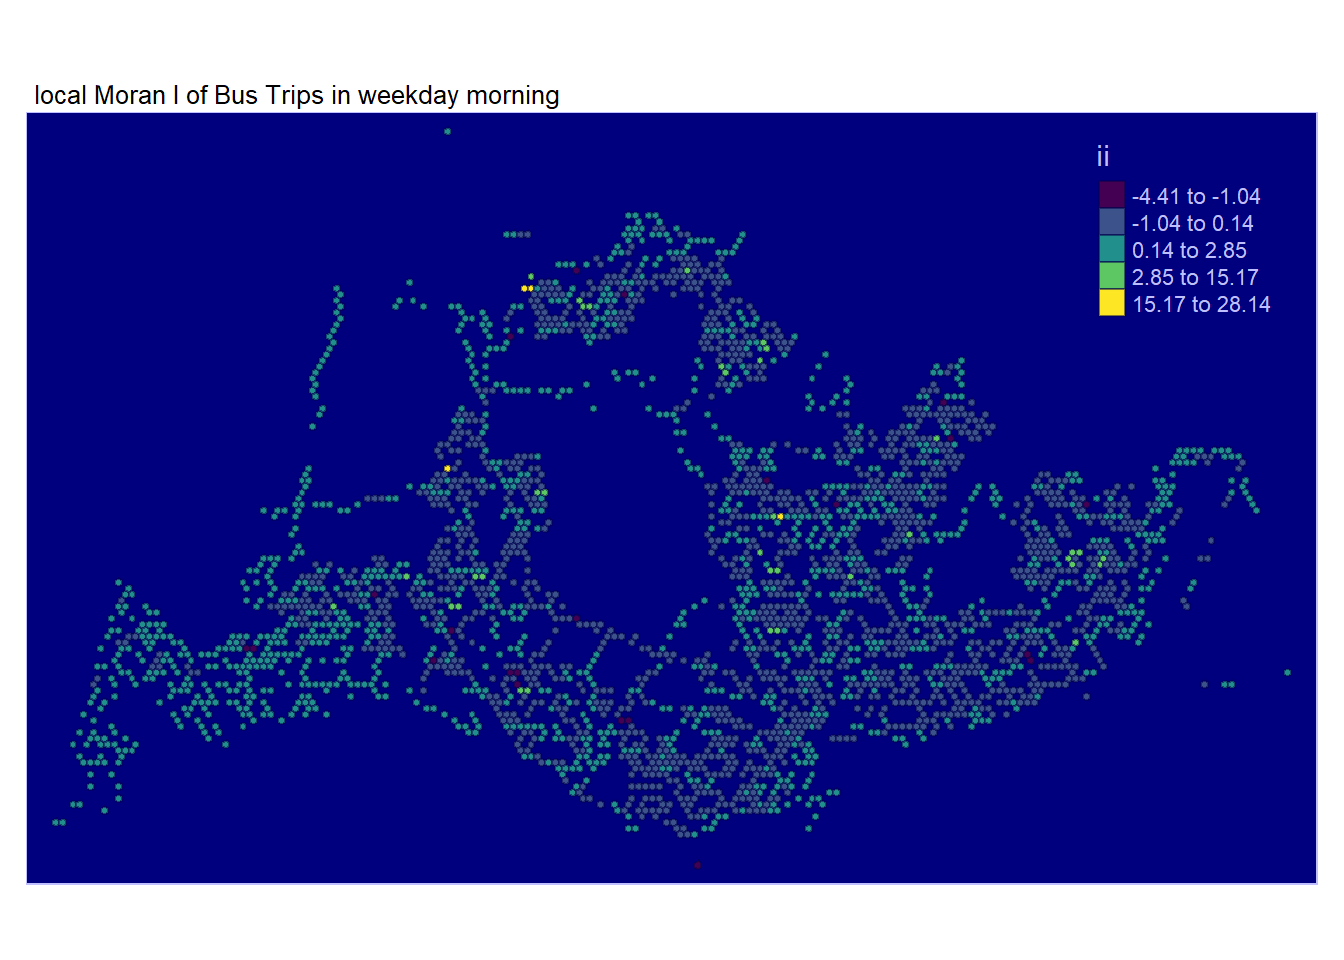 local Moran I of Bus Trips in weekday morning
ii
-4.41 to -1.04
-1.04 to 0.14
0.14 to 2.85
2.85 to 15.17
15.17 to 28.14